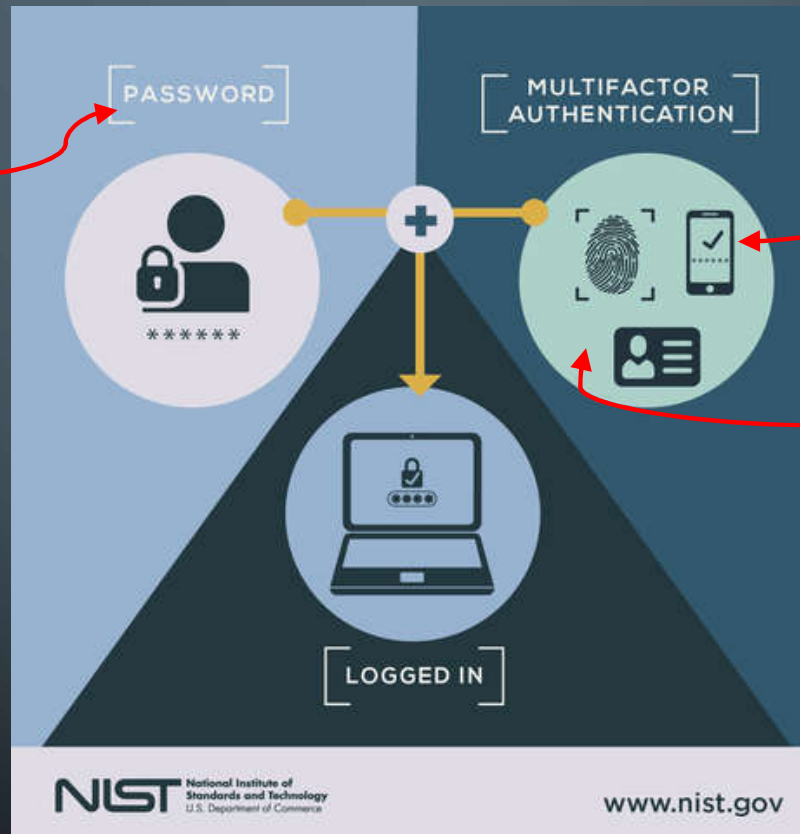 PASSWORD
MULTIFACTOR
AUTHENTICATION
******
LOGGED IN
NIST
National Institute of
Standards and Technology
U.S. Department of Commerce
www.nist.gov